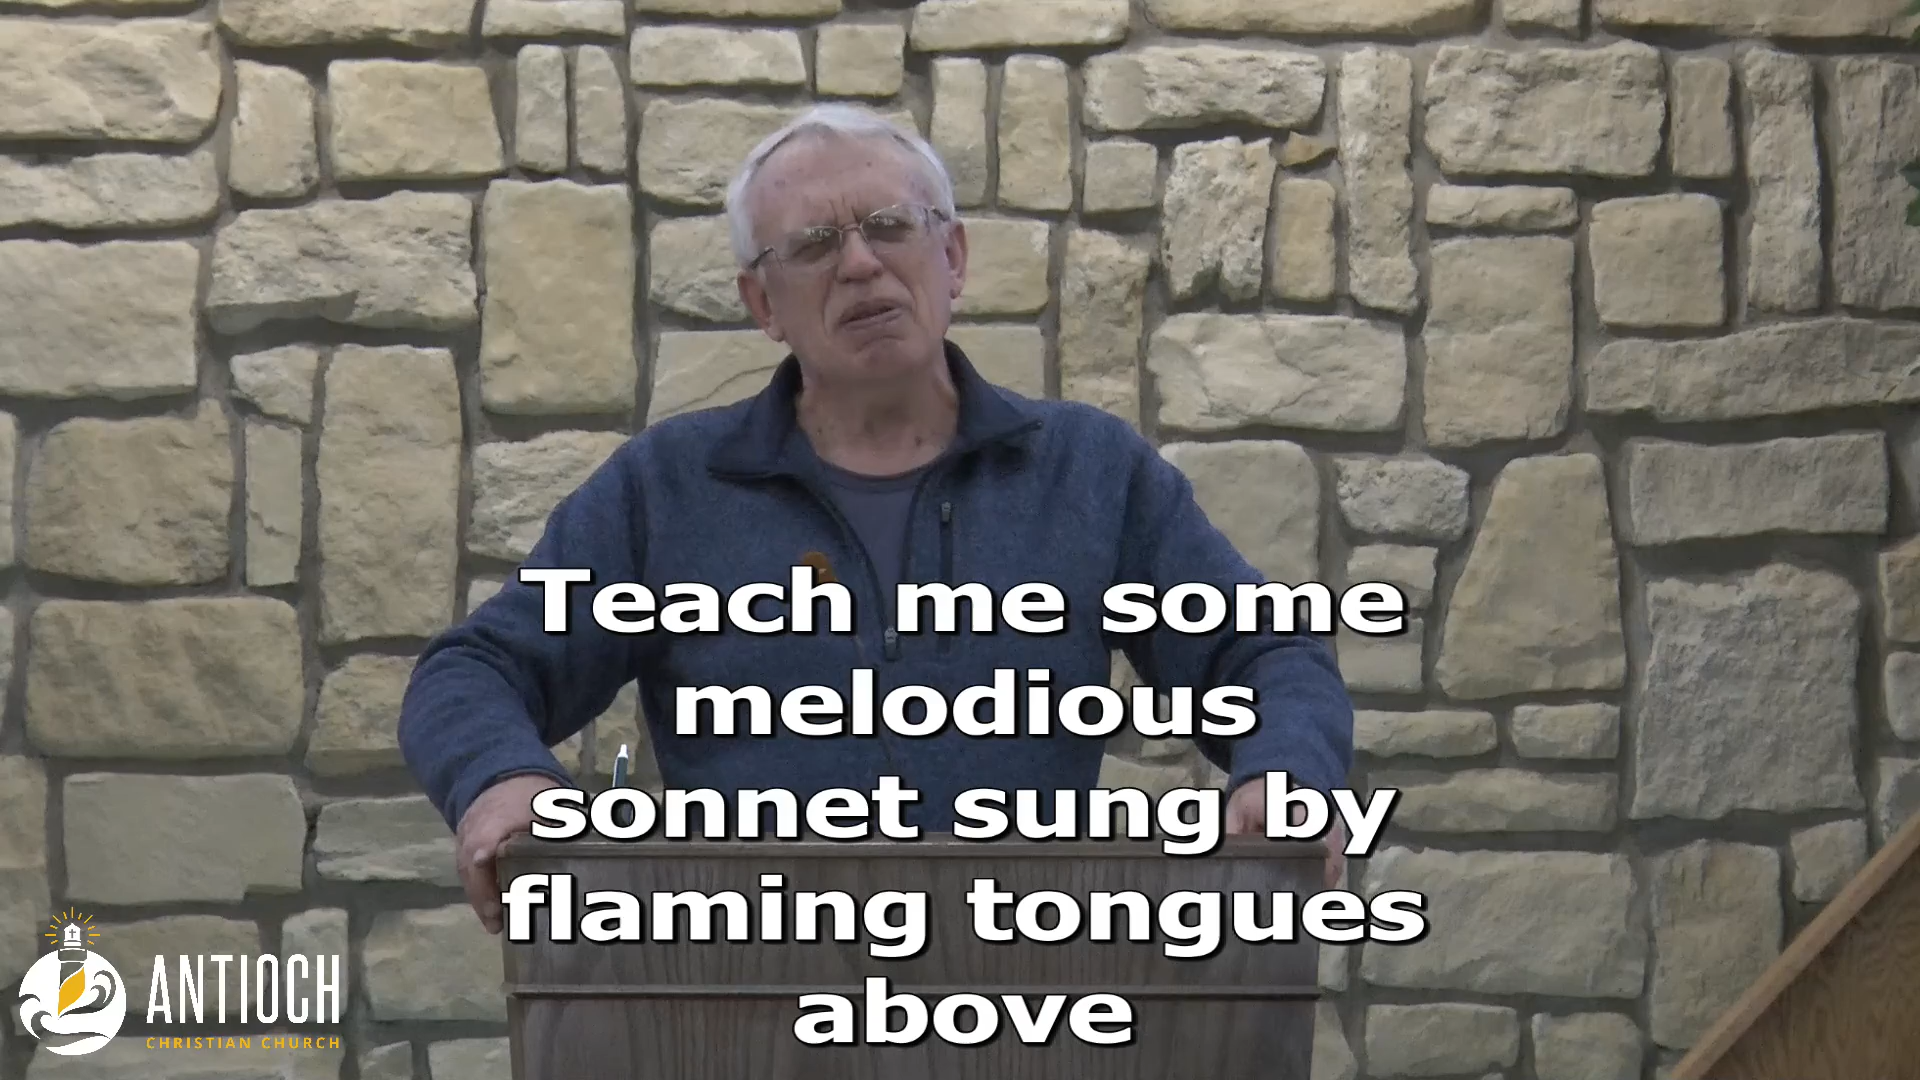 Teach me some
melodious
sonnet sung by
flaming tongues
above
ANTIOCH
CHRISTIAN CHURCH